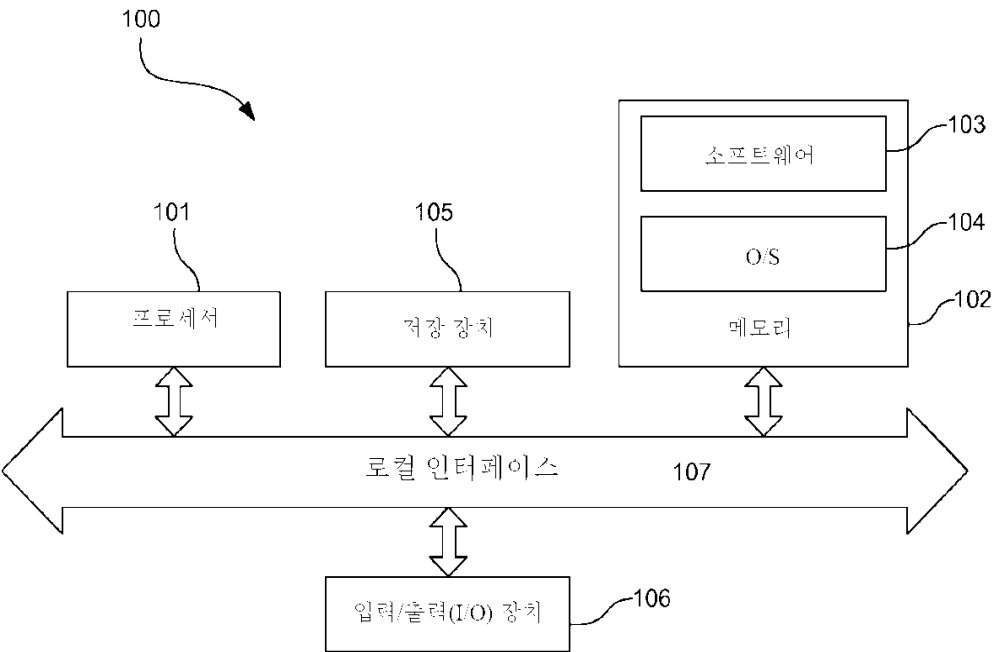 100
103
소프트웨어
101
105
104
O/S
프로세서
저장 장치
메모리
102
로컬 인터페이스 107
입력/출력(I/O) 장치
106